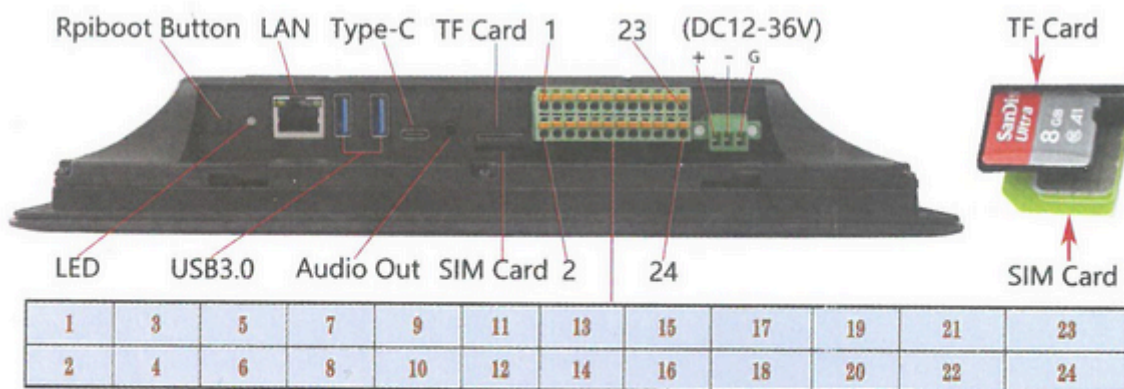 Rpiboot Button LAN Type-C TF Card 1 23 (DC12-36V) TF Card
+ - G
SanDisk
Ultra
8 GB
A1
LED USB3.0 Audio Out SIM Card 2 24 SIM Card
1 3 5 7 9 11 13 15 17 19 21 23
2 4 6 8 10 12 14 16 18 20 22 24